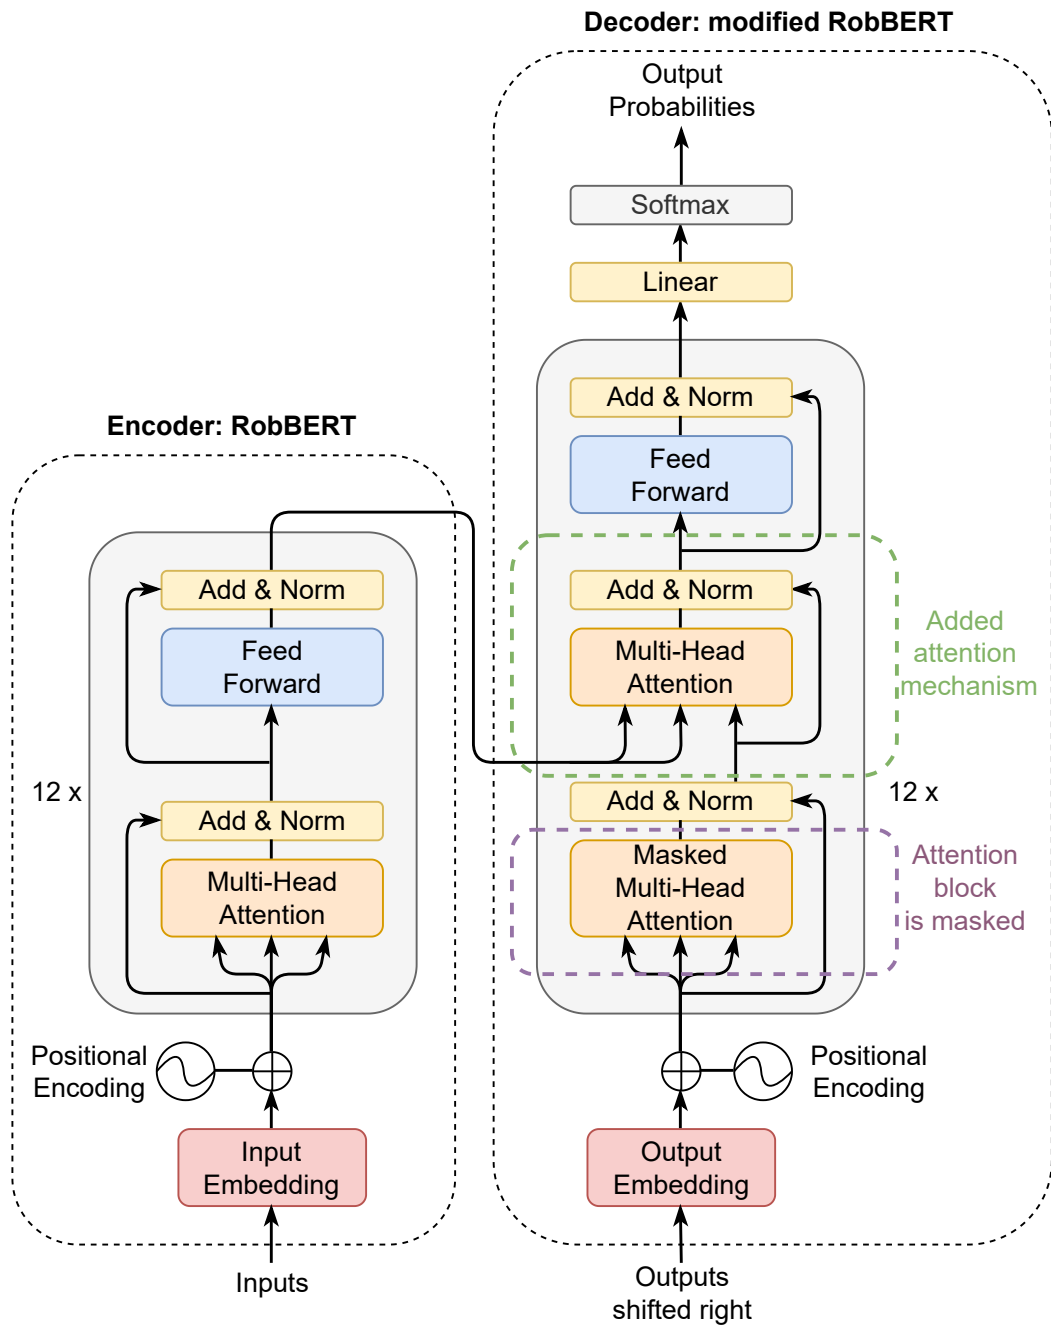 Decoder: modified RobBERT
Output
Probabilities
Softmax
Linear
Add & Norm
Feed
Forward
Add & Norm
Multi-Head
Attention
Added
attention
mechanism
Add & Norm
12 x
Masked
Multi-Head
Attention
Attention
block
is masked
Positional
Encoding
Output
Embedding
Outputs
shifted right
Encoder: RobBERT
Add & Norm
Feed
Forward
12 x
Add & Norm
Multi-Head
Attention
Positional
Encoding
Input
Embedding
Inputs